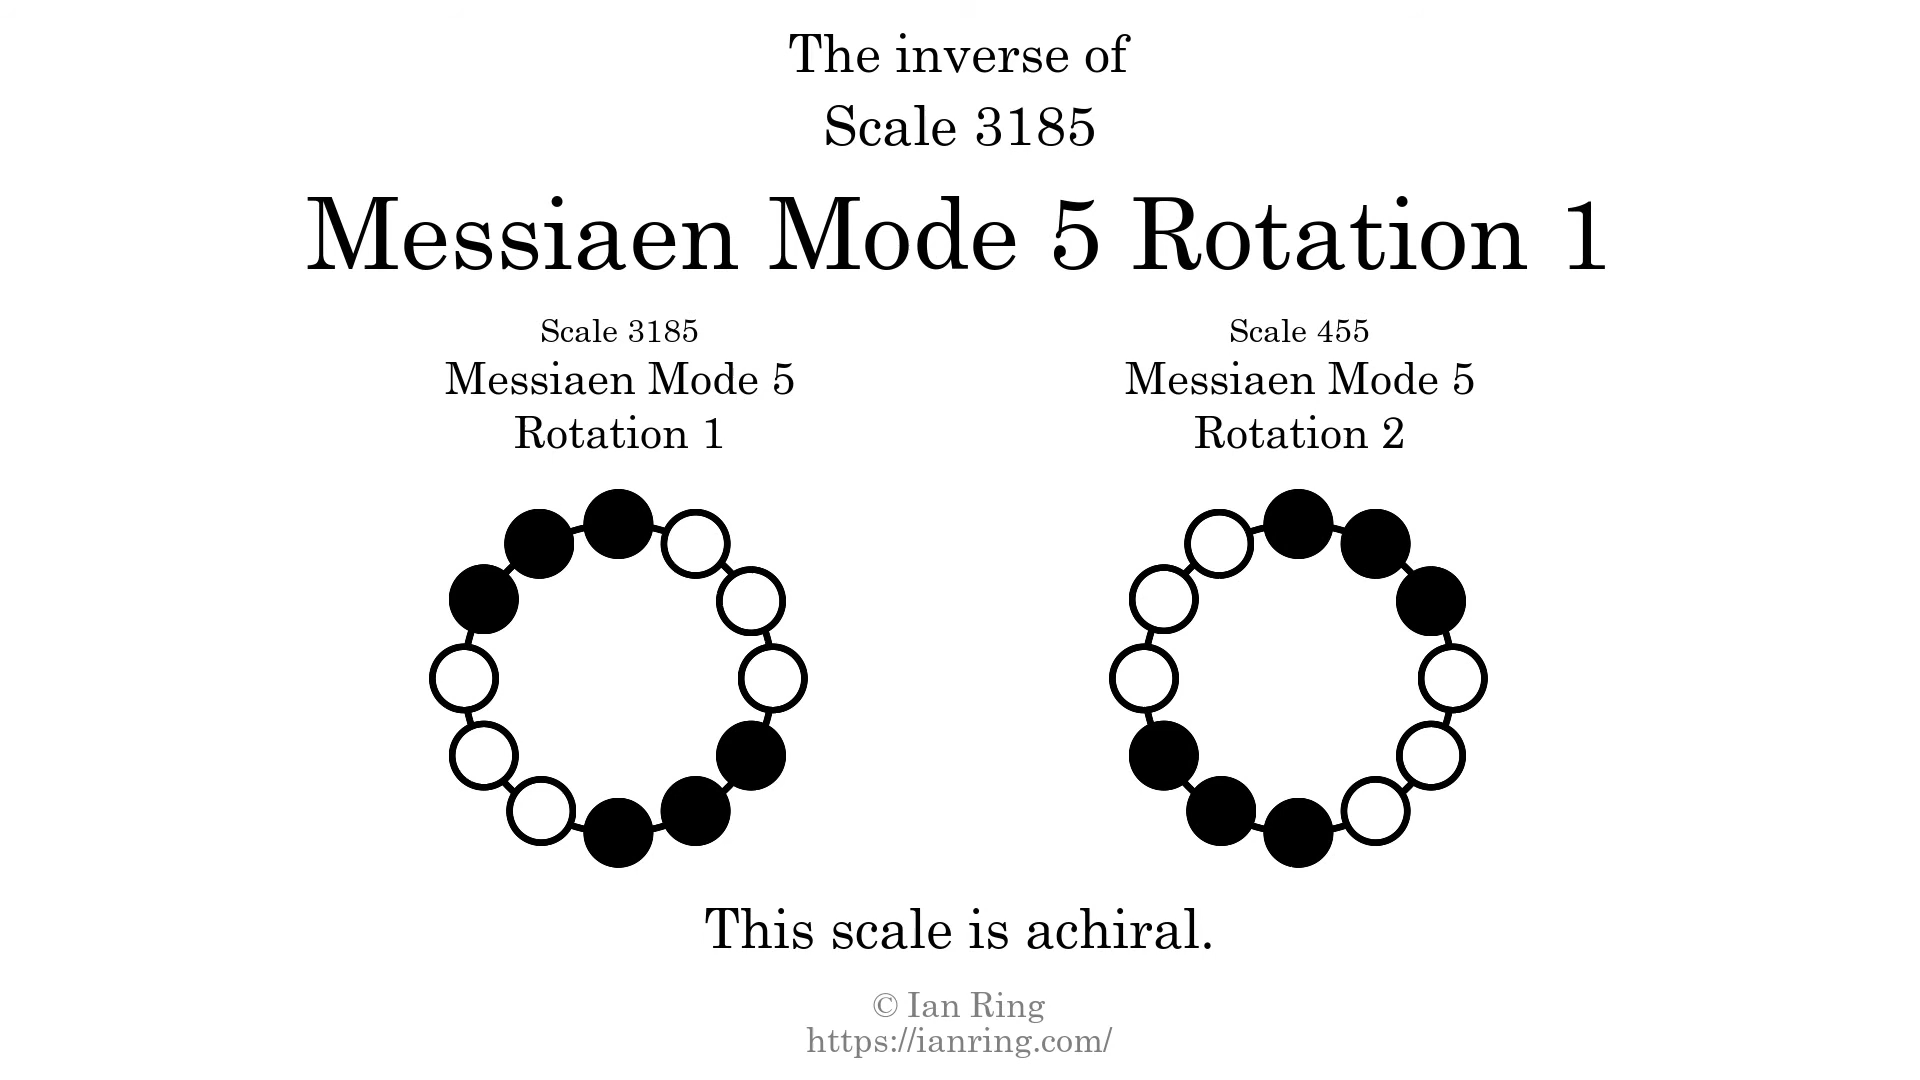 The inverse of
Scale 3185
Messiaen Mode 5 Rotation 1
Scale 3185
Messiaen Mode 5
Rotation 1
Scale 455
Messiaen Mode 5
Rotation 2
This scale is achiral.
© Ian Ring
https://ianring.com/